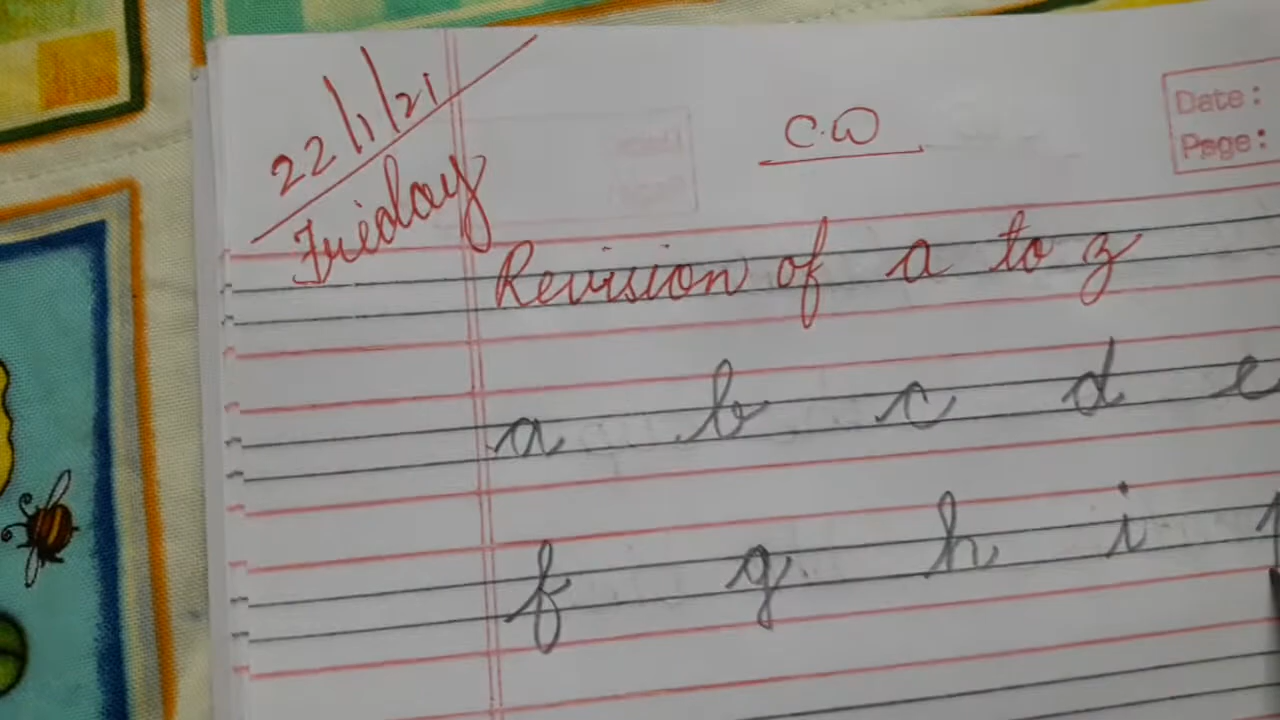 22/1/21
Friday
C.W
Date:
Page:
Revision of a to z
a b c d e
f g h i j